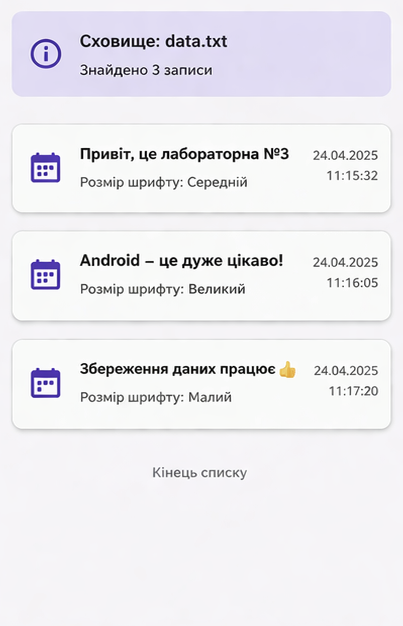 Сховище: data.txt
Знайдено 3 записи
Привіт, це лабораторна №3
24.04.2025
Розмір шрифту: Середній
11:15:32
Android – це дуже цікаво!
24.04.2025
Розмір шрифту: Великий
11:16:05
Збереження даних працює 👍
24.04.2025
Розмір шрифту: Малий
11:17:20
Кінець списку